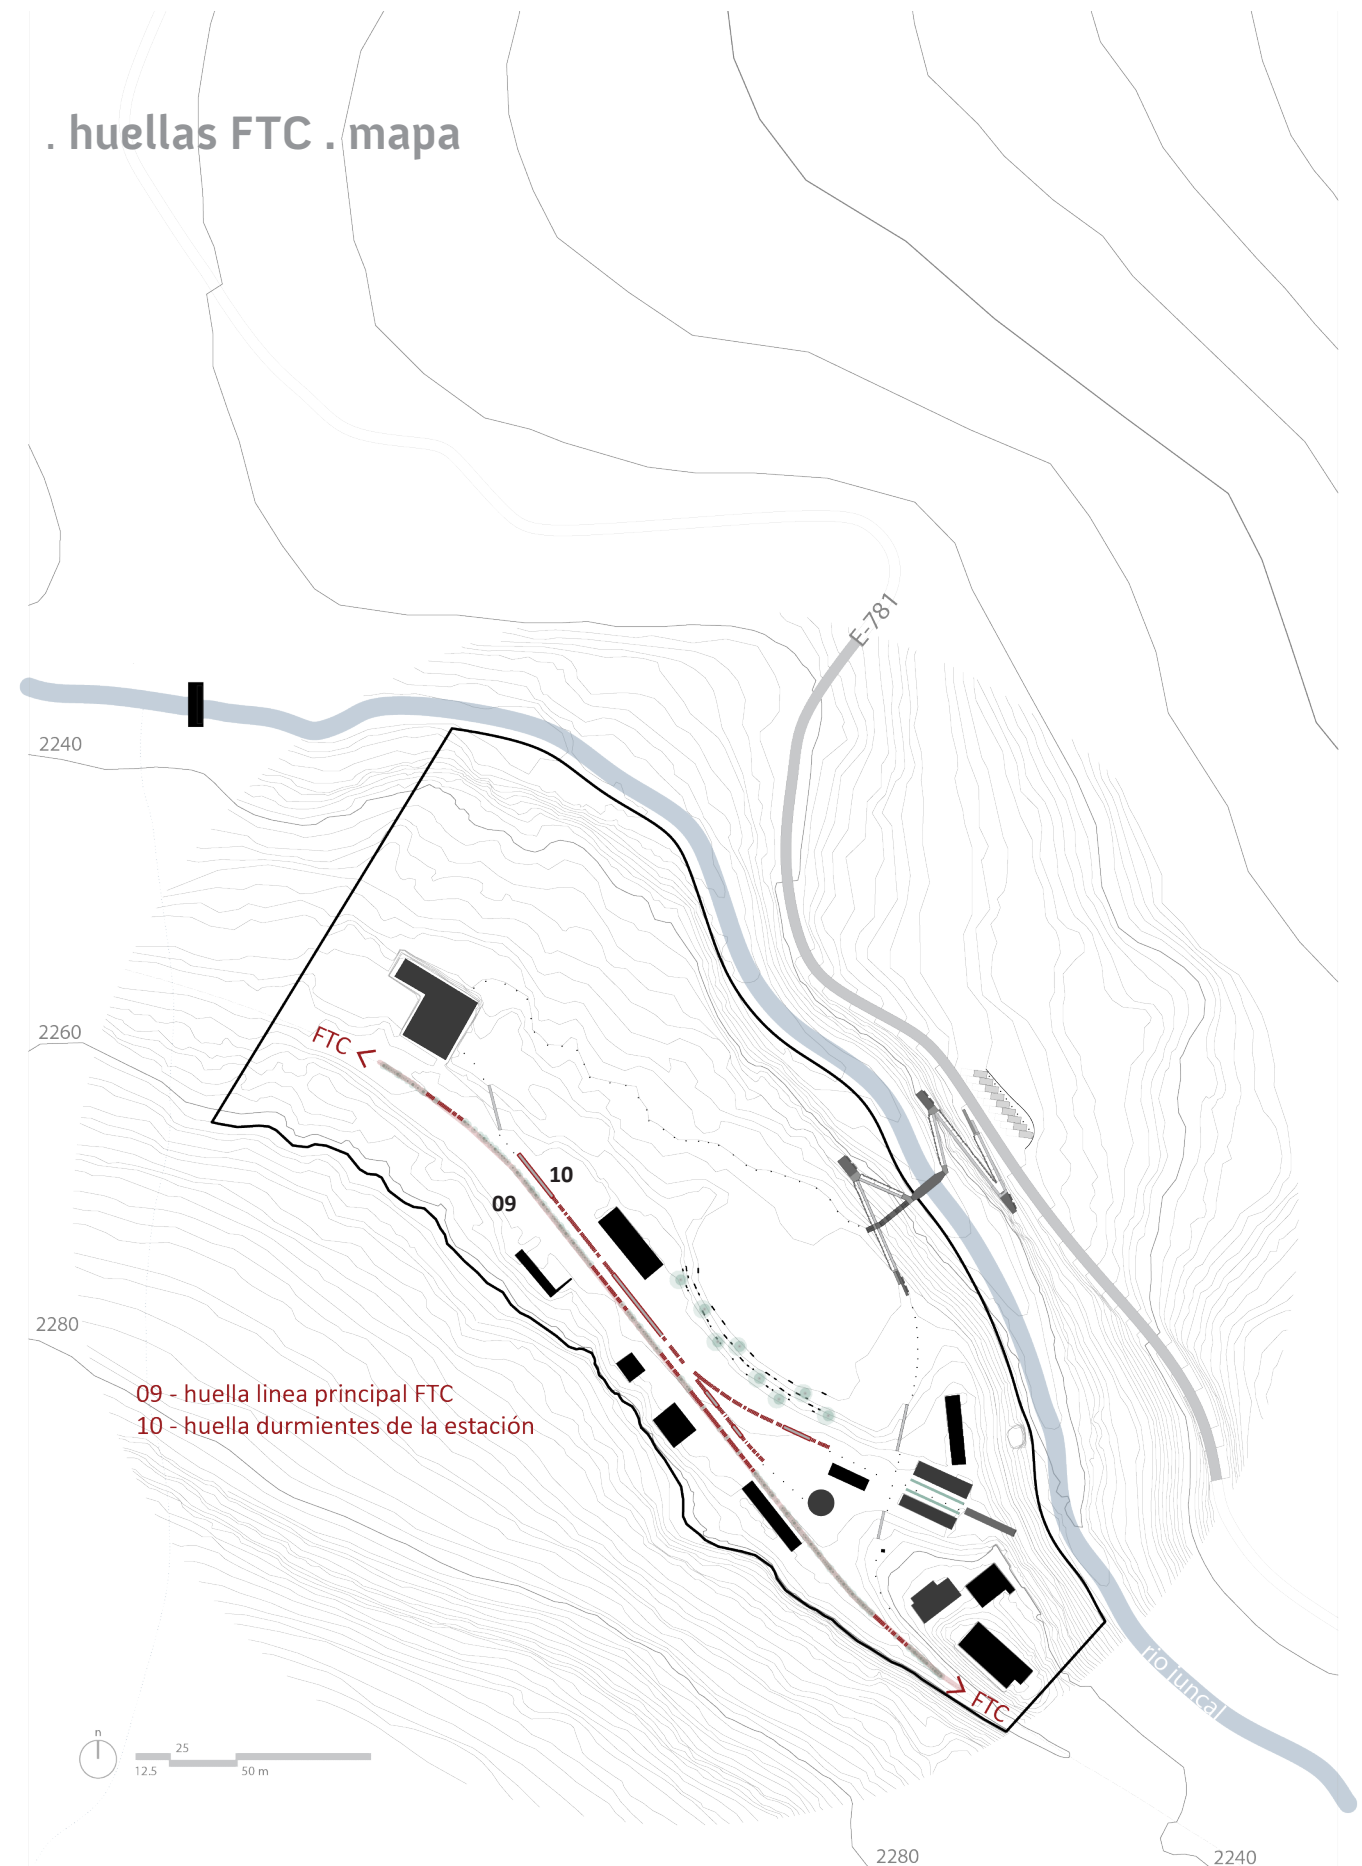 . huellas FTC . mapa
E-781
2240
2260
FTC
10
09
2280
09 - huella linea principal FTC
10 - huella durmientes de la estación
rio juncal
FTC
n
25
12.5
50 m
2280
2240